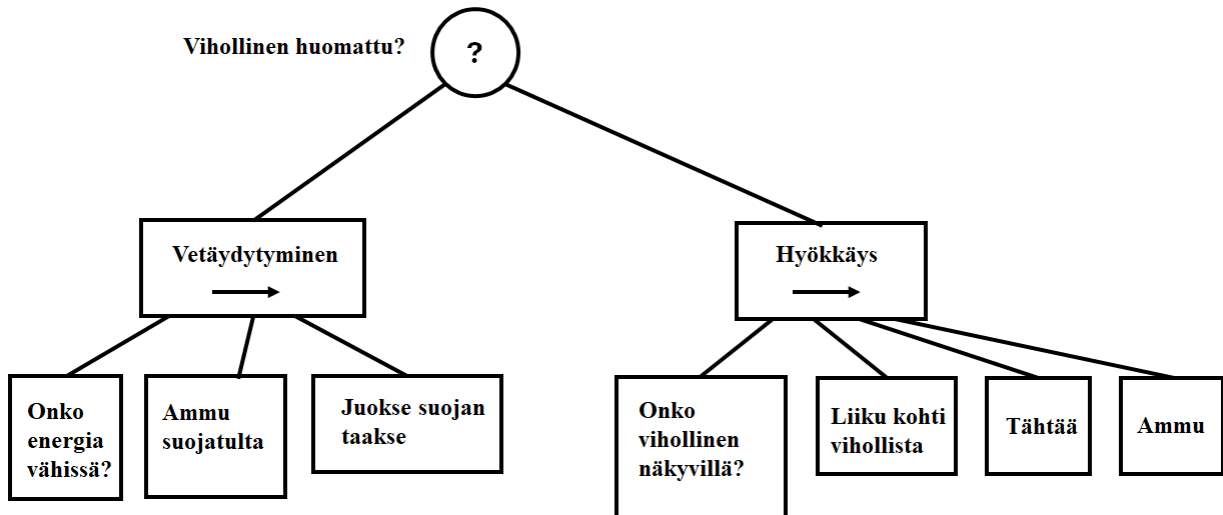 Vihollinen huomattu?
?
Vetäydytyminen
Hyökkäys
Onko
energia
vähissä?
Ammu
suojatulta
Juokse suojan
taakse
Onko
vihollinen
näkyvillä?
Liiku kohti
vihollista
Tähtää
Ammu